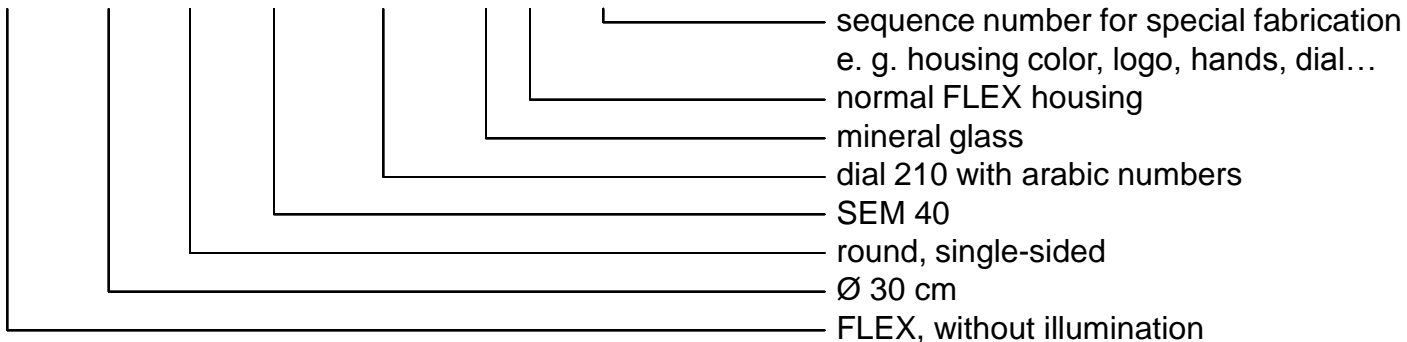 sequence number for special fabrication
e. g. housing color, logo, hands, dial…
normal FLEX housing
mineral glass
dial 210 with arabic numbers
SEM 40
round, single-sided
Ø 30 cm
FLEX, without illumination